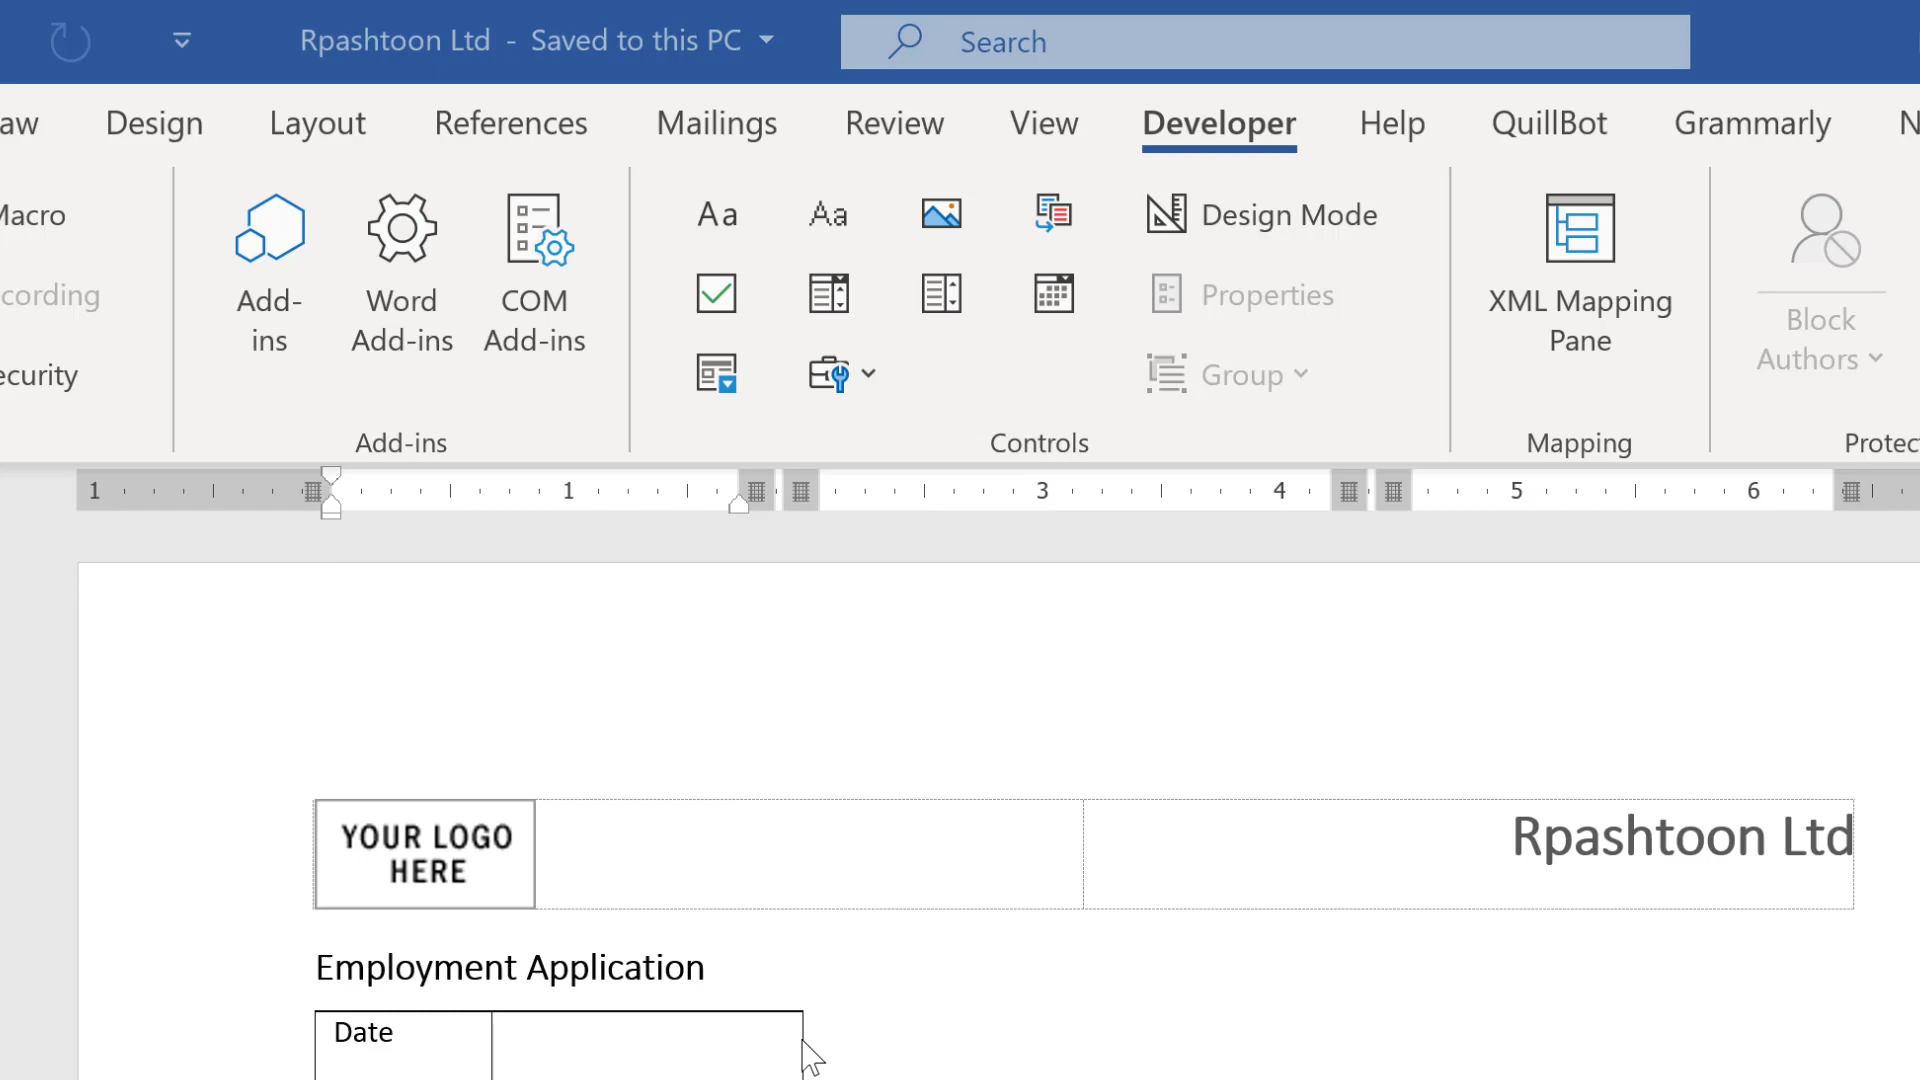 Rpashtoon Ltd - Saved to this PC
Search
aw Design Layout References Mailings Review View Developer Help QuillBot Grammarly N
Macro
cording
ecurity
Add-
ins
Word
Add-ins
COM
Add-ins
Add-ins
Aa Aa
Design Mode
Properties
Group
Controls
XML Mapping
Pane
Mapping
Block
Authors
Protec
1 1 3 4 5 6
YOUR LOGO
HERE
Rpashtoon Ltd
Employment Application
Date